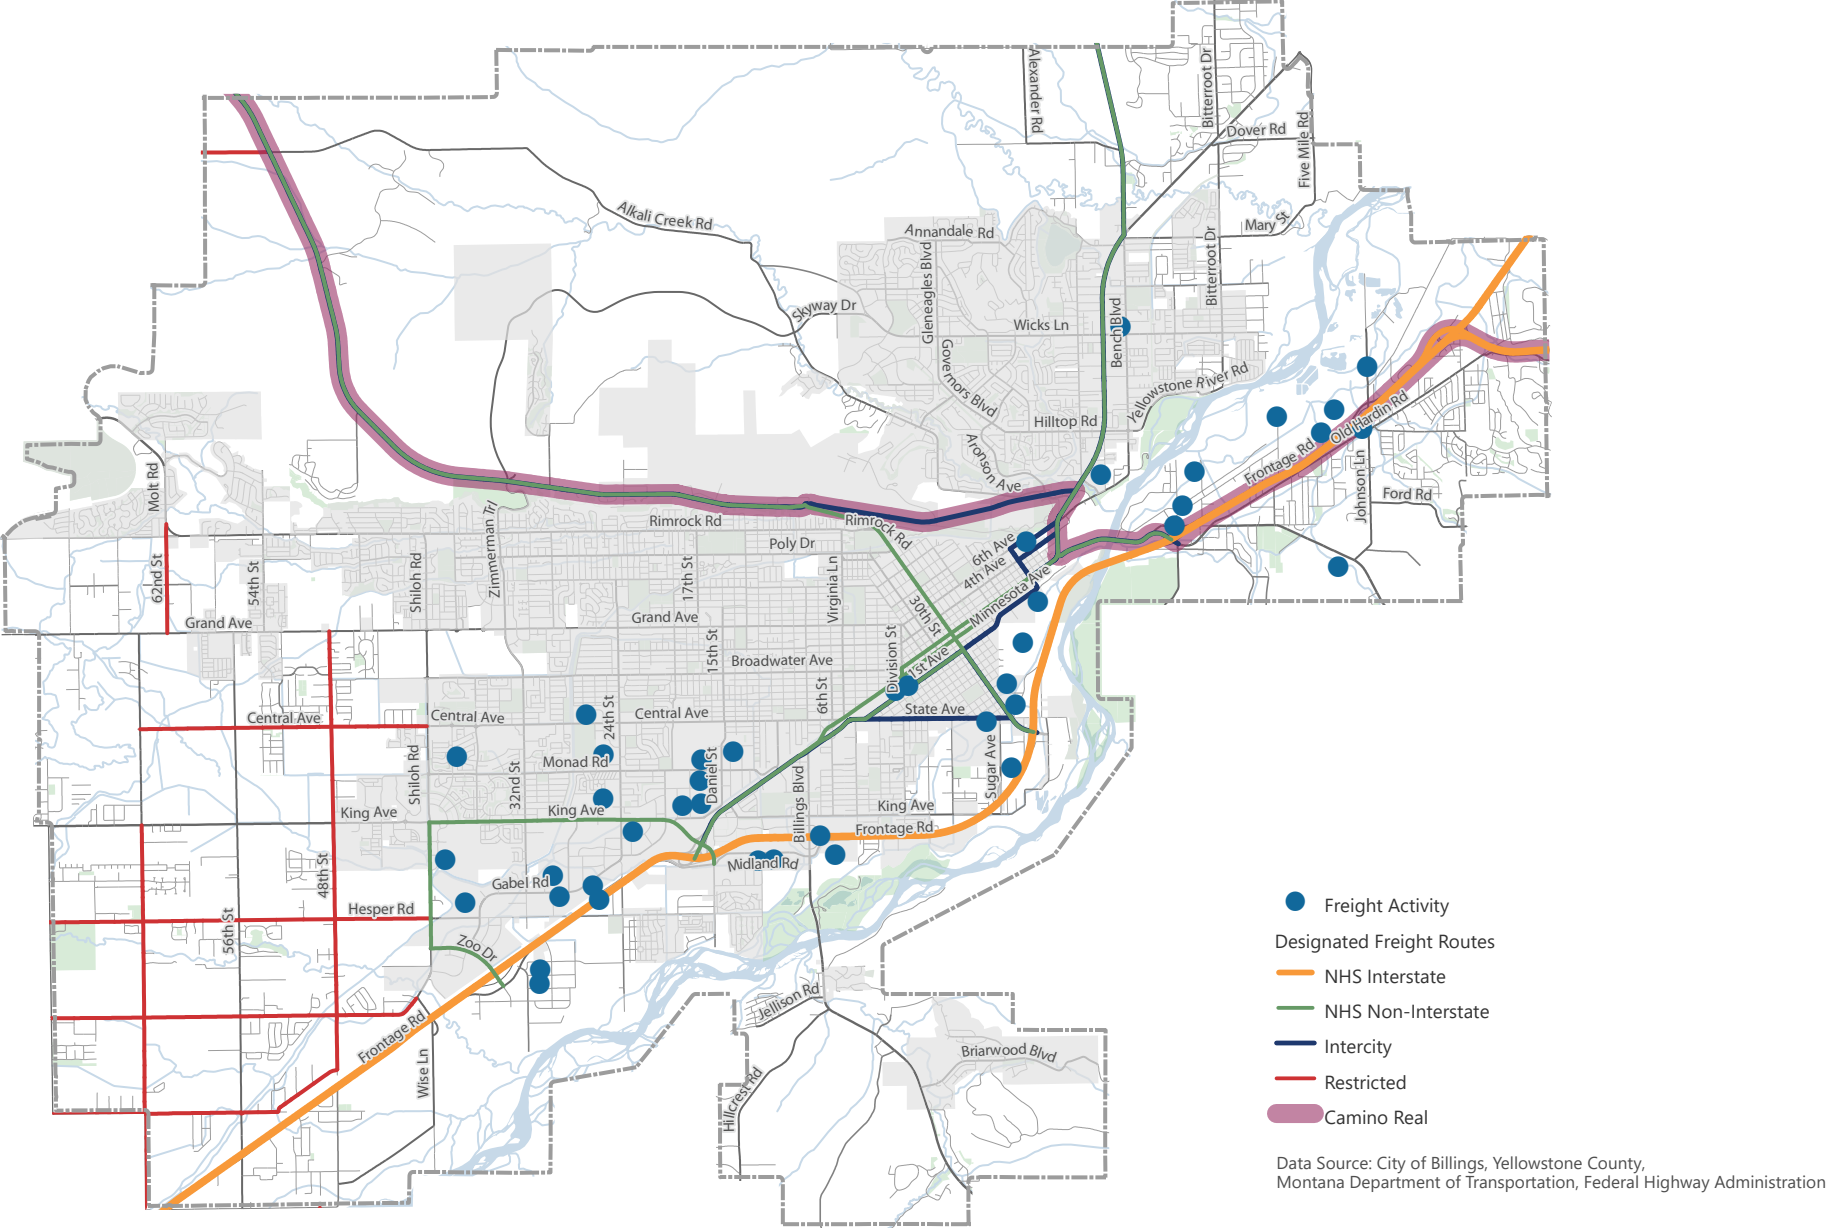 Alexander Rd
Bitterroot Dr
Dover Rd
Five Mile Rd
Alkali Creek Rd
Annandale Rd
Mary St
Gleneagles Blvd
Bitterroot Dr
Skyway Dr
Wicks Ln
Bench Blvd
Governors Blvd
Yellowstone River Rd
Hilltop Rd
Old Hardin Rd
Aronson Ave
Frontage Rd
Molt Rd
Johnson Ln
Ford Rd
Zimmerman Trl
Rimrock Rd
Rimrock Rd
Poly Dr
6th Ave
4th Ave
62nd St
54th St
Shiloh Rd
17th St
Virginia Ln
Minnesota Ave
30th St
Grand Ave
Grand Ave
15th St
Broadwater Ave
Division St
1st Ave
6th St
Central Ave
Central Ave
24th St
Central Ave
State Ave
Shiloh Rd
32nd St
Monad Rd
Daniel St
Billings Blvd
Sugar Ave
King Ave
King Ave
King Ave
Frontage Rd
48th St
Gabel Rd
Midland Rd
Hesper Rd
56th St
Zoo Dr
Frontage Rd
Wise Ln
Jellison Rd
Hillcrest Rd
Briarwood Blvd
Freight Activity
Designated Freight Routes
NHS Interstate
NHS Non-Interstate
Intercity
Restricted
Camino Real
Data Source: City of Billings, Yellowstone County,
Montana Department of Transportation, Federal Highway Administration